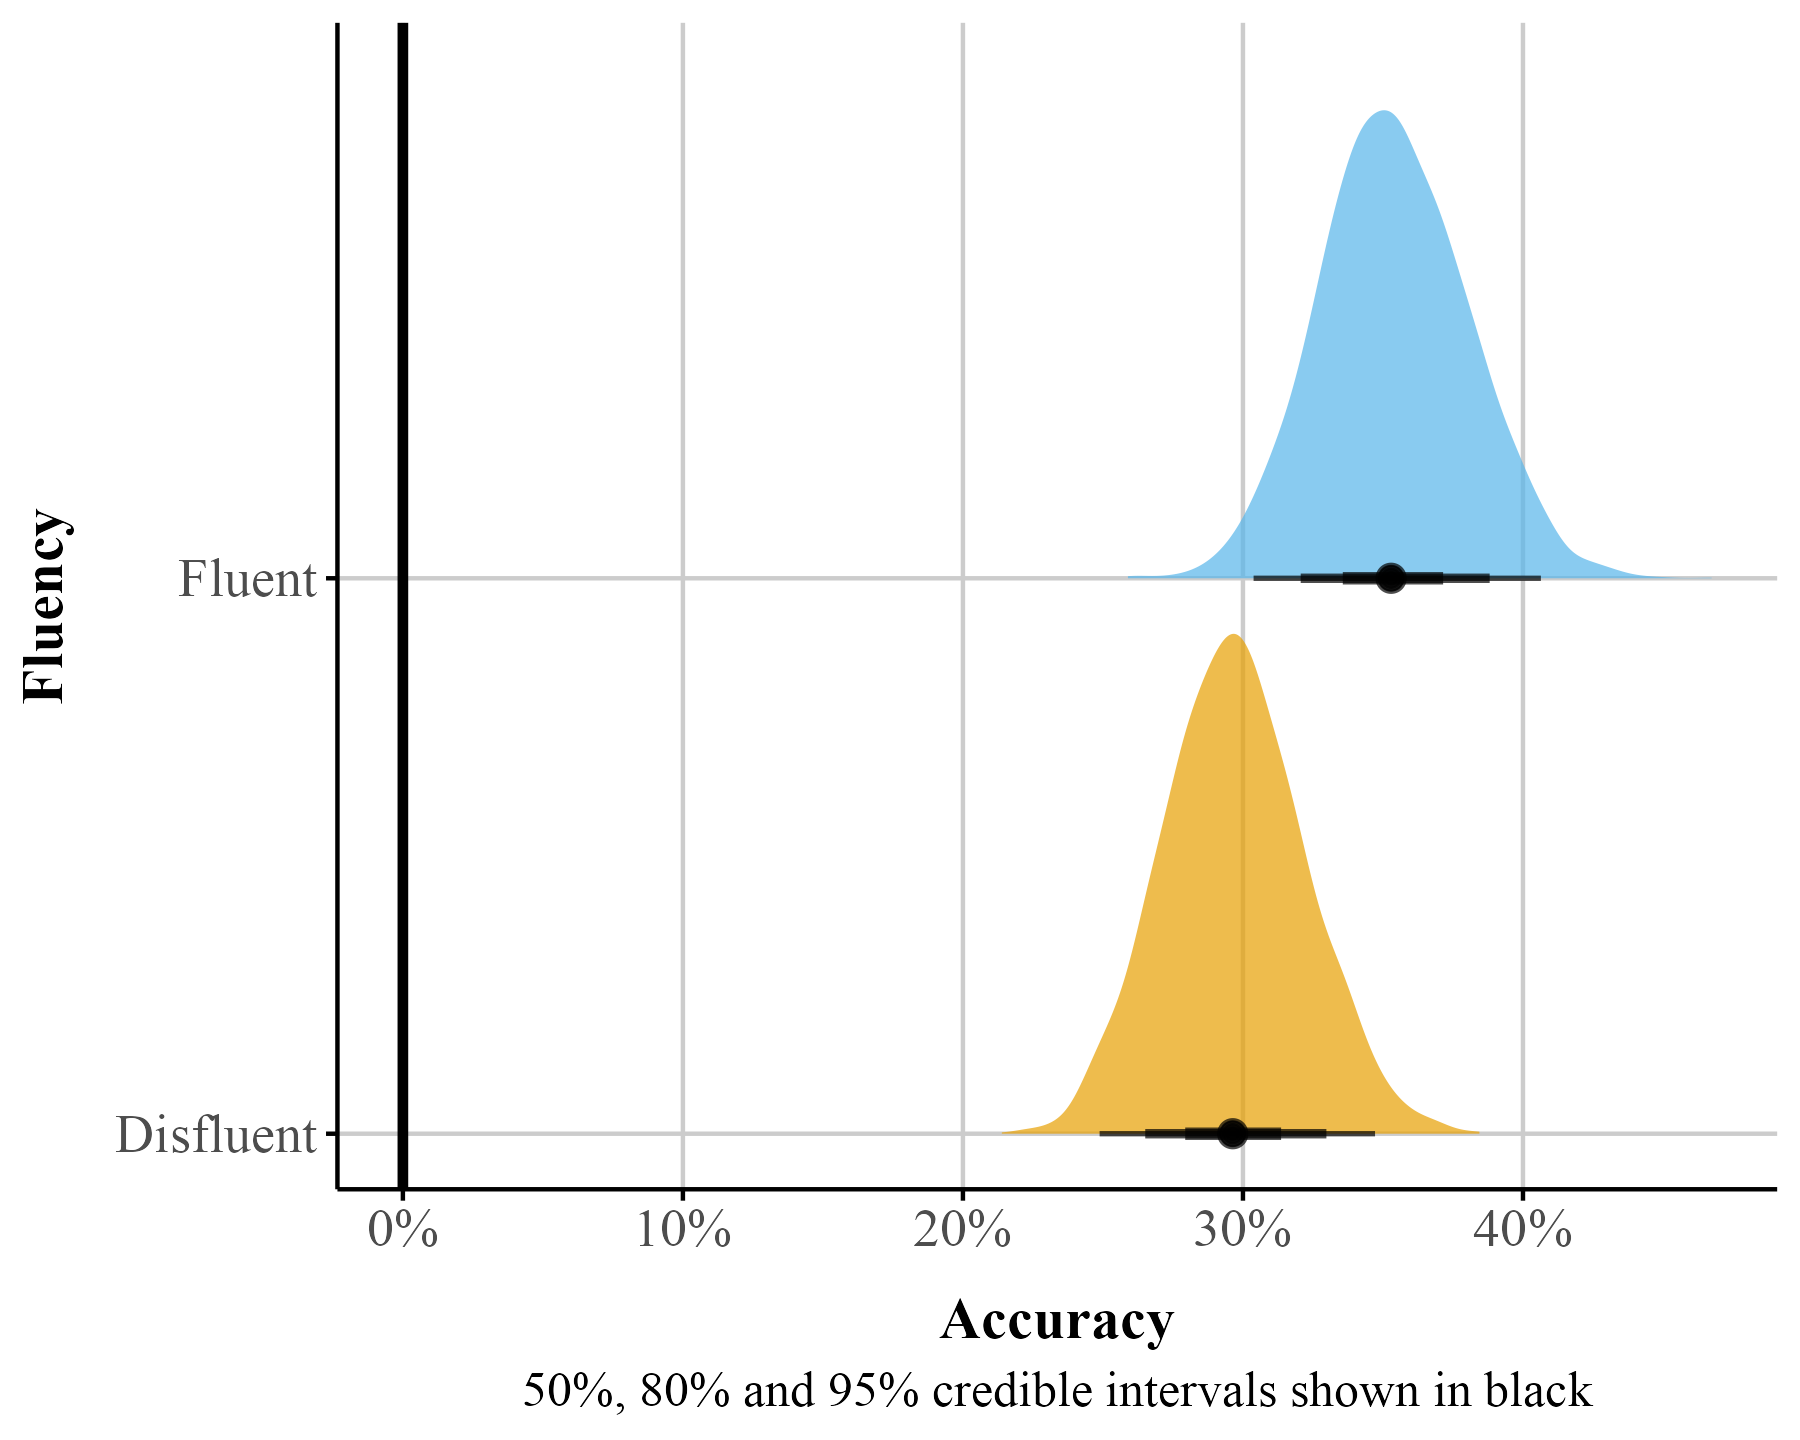 Fluency
Fluent
Disfluent
0% 10% 20% 30% 40%
Accuracy
50%, 80% and 95% credible intervals shown in black